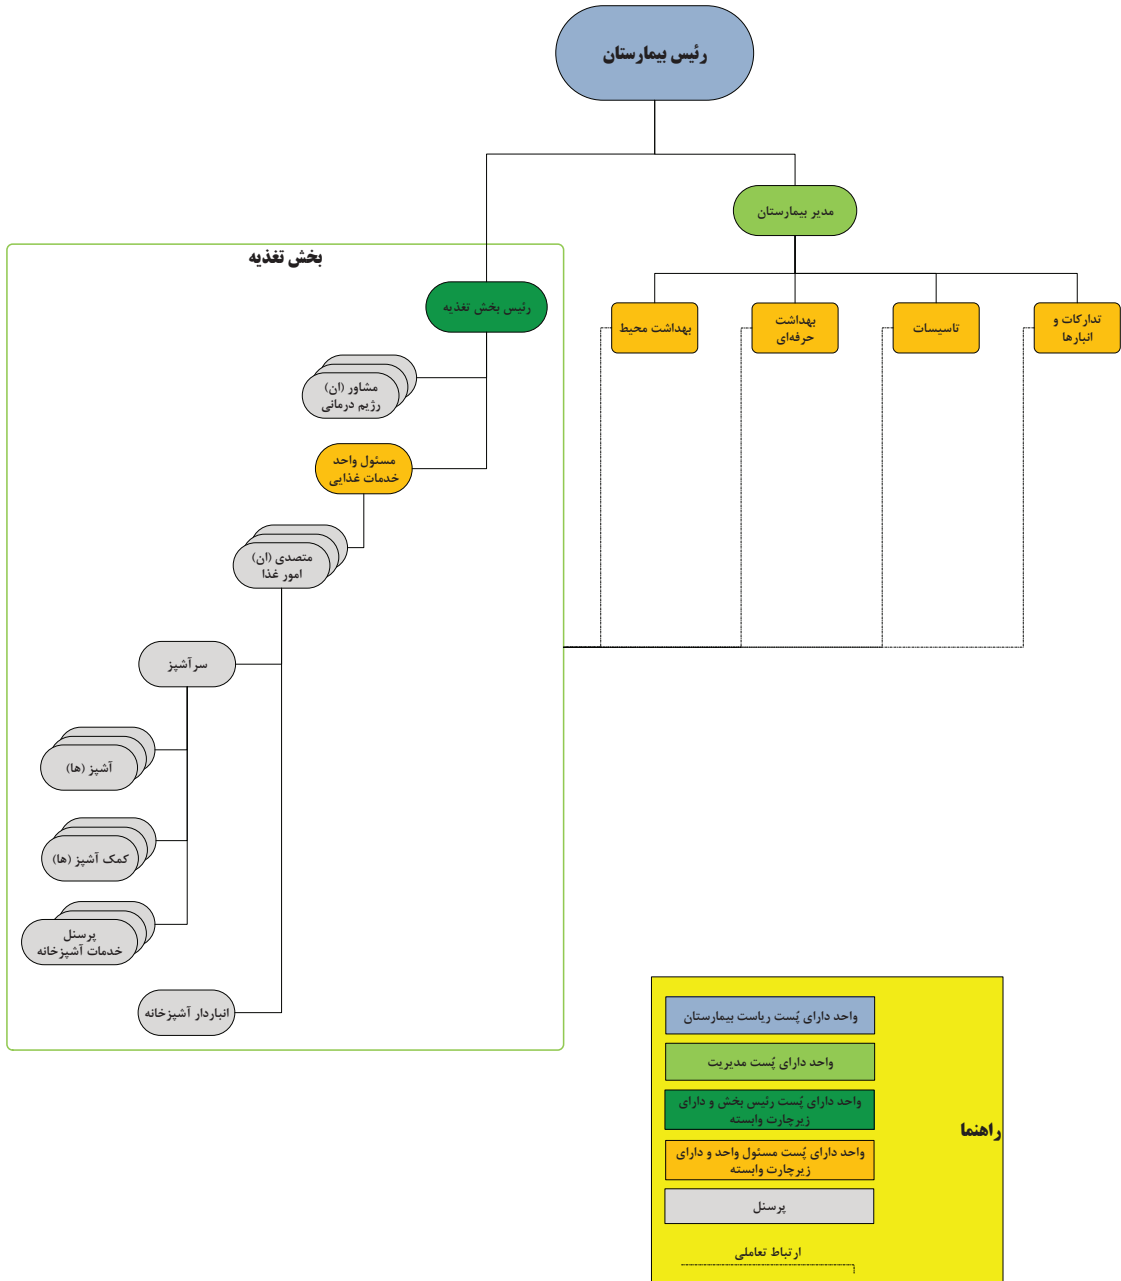 رئیس بیمارستان
مدیر بیمارستان
بخش تغذیه
رئیس بخش تغذیه
تدارکات و
انبارها
تاسیسات
بهداشت
حرفه‌ای
بهداشت محیط
مشاور (ان)
رژیم درمانی
مسئول واحد
خدمات غذایی
متصدی (ان)
امور غذا
سرآشپز
آشپز (ها)
کمک آشپز (ها)
پرسنل
خدمات آشپزخانه
انباردار آشپزخانه
راهنما
واحد دارای پُست ریاست بیمارستان
واحد دارای پُست مدیریت
واحد دارای پُست رئیس بخش و دارای
زیرچارت وابسته
واحد دارای پُست مسئول واحد و دارای
زیرچارت وابسته
پرسنل
ارتباط تعاملی